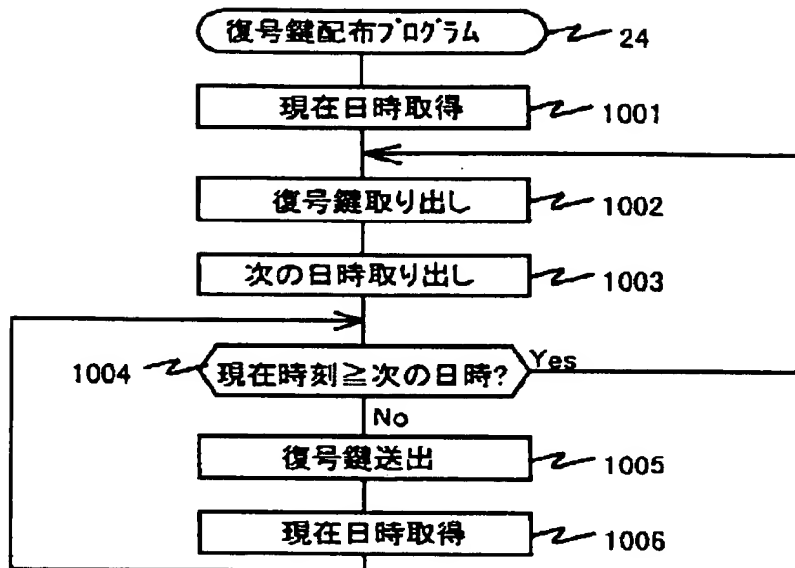 復号鍵配布プログラム 24
現在日時取得 1001
復号鍵取り出し 1002
次の日時取り出し 1003
1004 現在時刻≧次の日時? Yes
No
復号鍵送出 1005
現在日時取得 1006